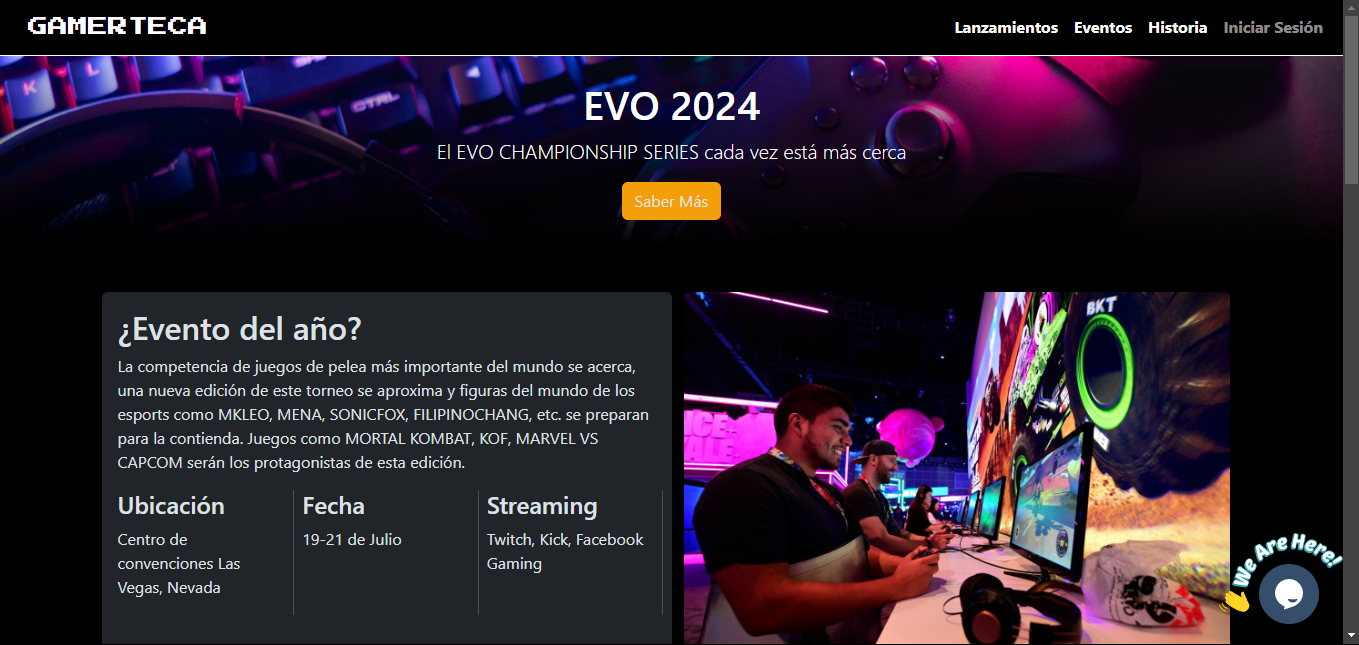 GAMERTECA
Lanzamientos Eventos Historia Iniciar Sesión
K
L
CTRL
EVO 2024
El EVO CHAMPIONSHIP SERIES cada vez está más cerca
Saber Más
¿Evento del año?
La competencia de juegos de pelea más importante del mundo se acerca,
una nueva edición de este torneo se aproxima y figuras del mundo de los
esports como MKLEO, MENA, SONICFOX, FILIPINOCHANG, etc. se preparan
para la contienda. Juegos como MORTAL KOMBAT, KOF, MARVEL VS
CAPCOM serán los protagonistas de esta edición.
Ubicación
Centro de
convenciones Las
Vegas, Nevada
Fecha
19-21 de Julio
Streaming
Twitch, Kick, Facebook
Gaming
BKT
We Are Here!